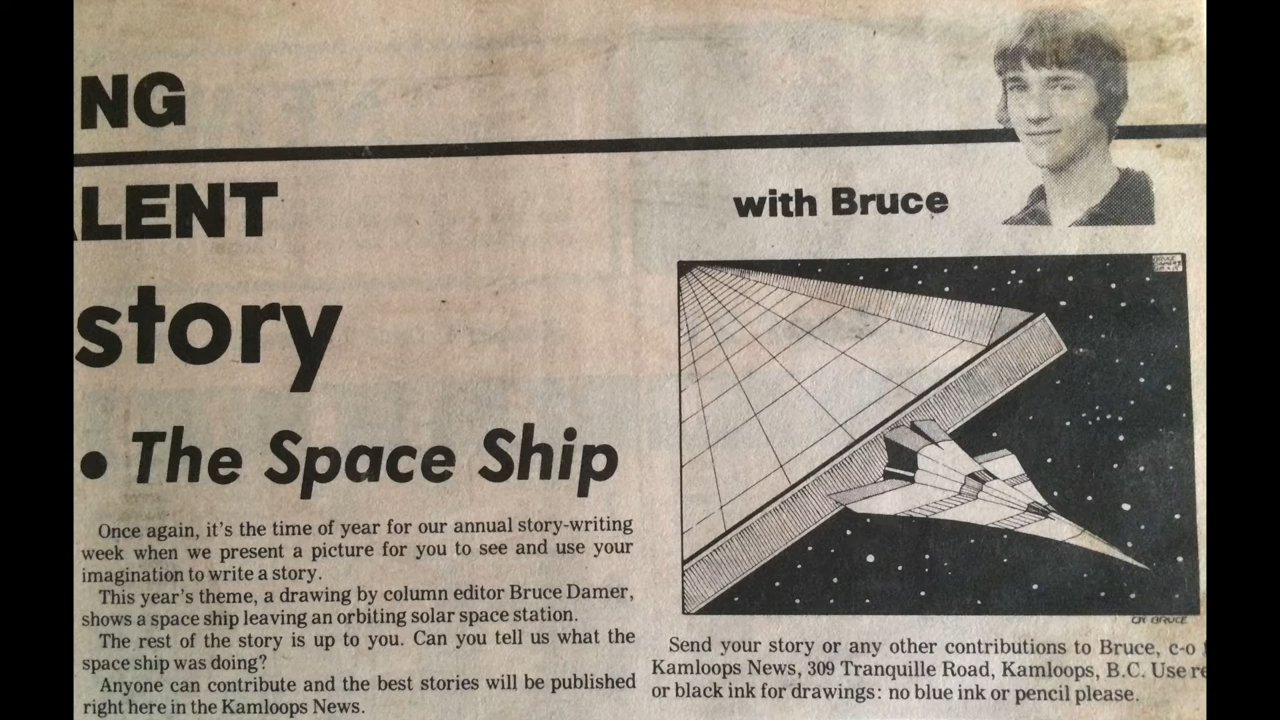 NG
LENT
with Bruce
story
• The Space Ship
Once again, it's the time of year for our annual story-writing
week when we present a picture for you to see and use your
imagination to write a story.
This year's theme, a drawing by column editor Bruce Damer,
shows a space ship leaving an orbiting solar space station.
The rest of the story is up to you. Can you tell us what the
space ship was doing?
Anyone can contribute and the best stories will be published
right here in the Kamloops News.
BRUCE
Send your story or any other contributions to Bruce, c-o
Kamloops News, 309 Tranquille Road, Kamloops, B.C. Use
or black ink for drawings: no blue ink or pencil please.